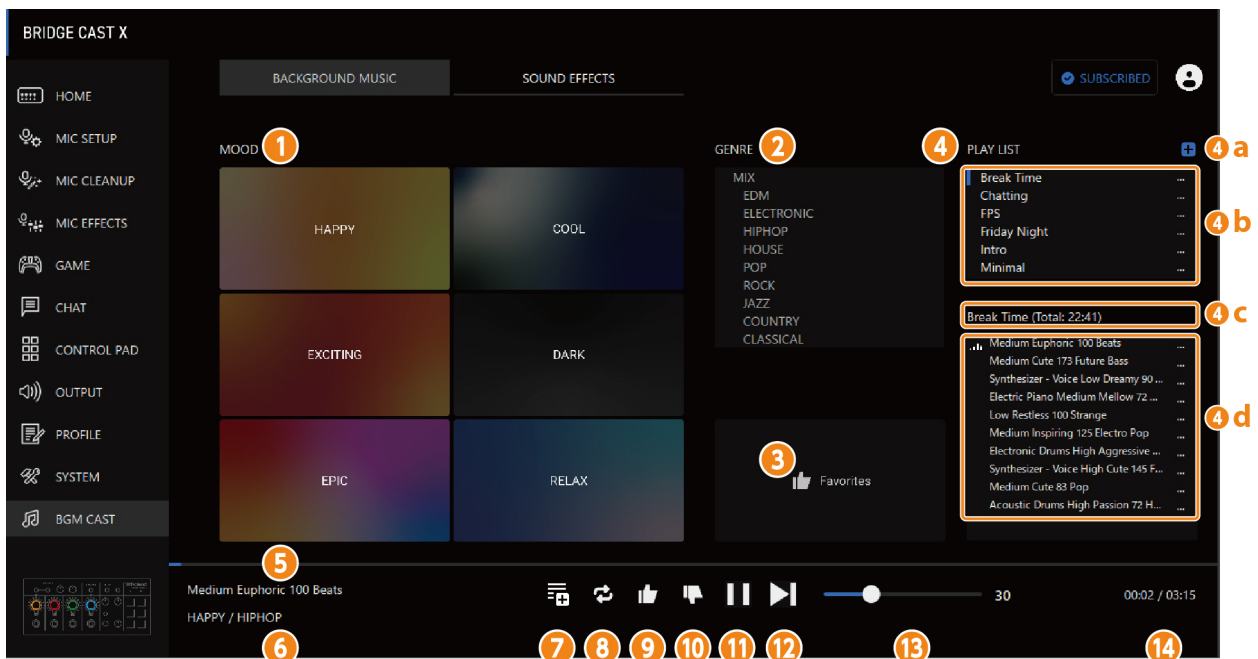 BRIDGE CAST X
BACKGROUND MUSIC
SOUND EFFECTS
SUBSCRIBED
HOME
MIC SETUP
MIC CLEANUP
MIC EFFECTS
GAME
CHAT
CONTROL PAD
OUTPUT
PROFILE
SYSTEM
BGM CAST
MOOD 1
HAPPY
COOL
EXCITING
DARK
EPIC
RELAX
GENRE 2
MIX
EDM
ELECTRONIC
HIPHOP
HOUSE
POP
ROCK
JAZZ
COUNTRY
CLASSICAL
3
Favorites
4 PLAY LIST
4 a
Break Time ...
Chatting ...
FPS ...
Friday Night ...
Intro ...
Minimal ...
4 b
Break Time (Total: 22:41)
4 c
Medium Euphoric 100 Beats ...
Medium Cute 173 Future Bass ...
Synthesizer - Voice Low Dreamy 90 ... ...
Electric Piano Medium Mellow 72 ... ...
Low Restless 100 Strange ...
Medium Inspiring 125 Electro Pop ...
Electronic Drums High Aggressive ... ...
Synthesizer - Voice High Cute 145 F... ...
Medium Cute 83 Pop ...
Acoustic Drums High Passion 72 H... ...
4 d
5
Medium Euphoric 100 Beats
HAPPY / HIPHOP
30
00:02 / 03:15
6 7 8 9 10 11 12 13 14